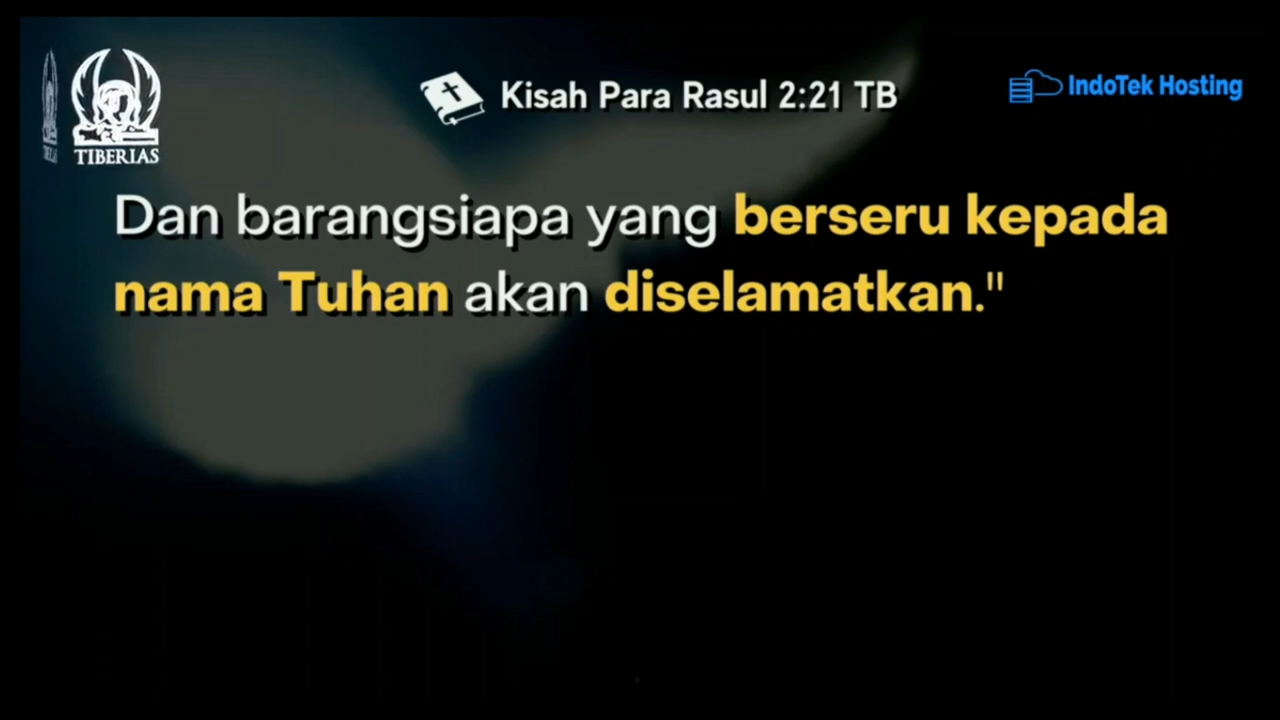 TIBERIAS
Kisah Para Rasul 2:21 TB
IndoTek Hosting
Dan barangsiapa yang berseru kepada
nama Tuhan akan diselamatkan."